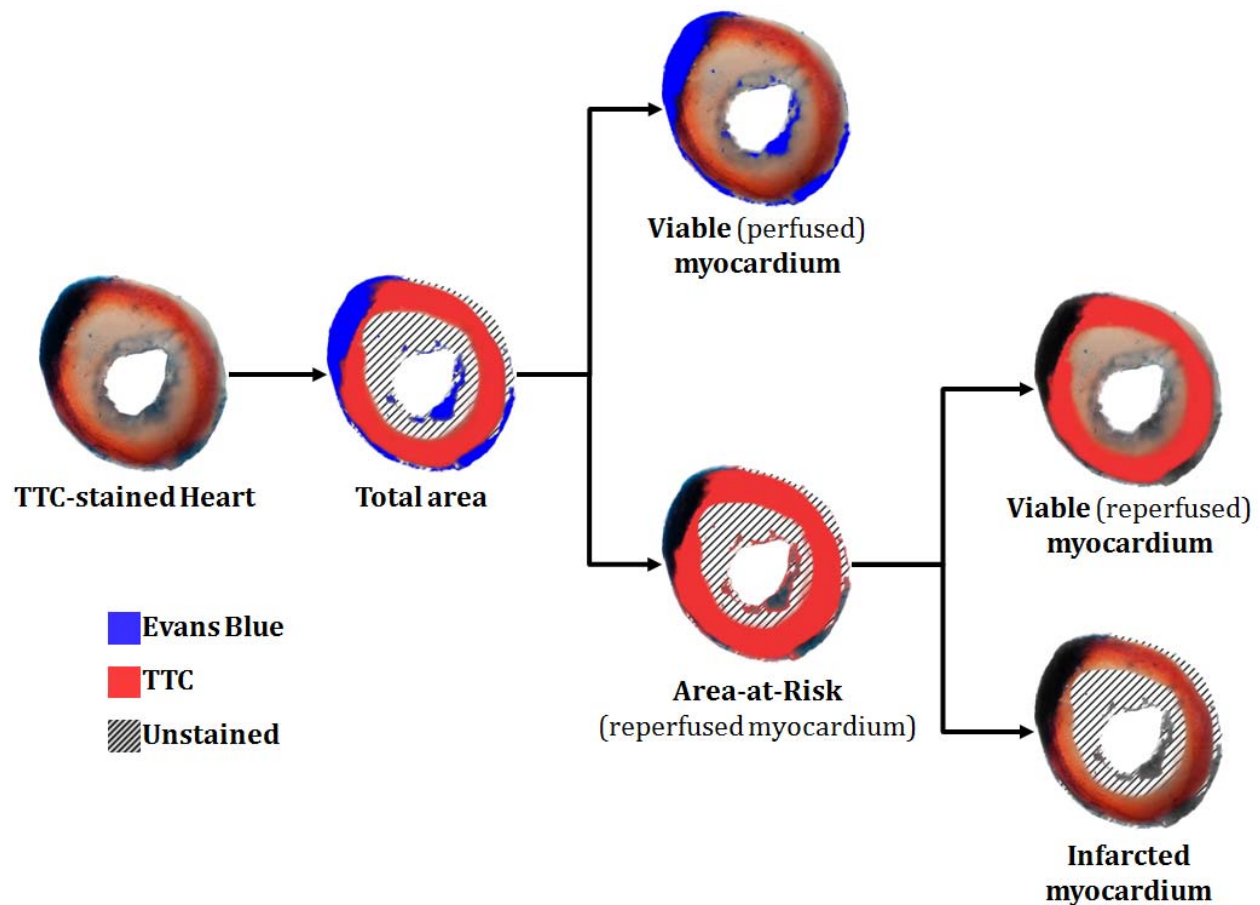 Viable (perfused)
myocardium
TTC-stained Heart
Total area
Viable (reperfused)
myocardium
Evans Blue
TTC
Unstained
Area-at-Risk
(reperfused myocardium)
Infarcted
myocardium